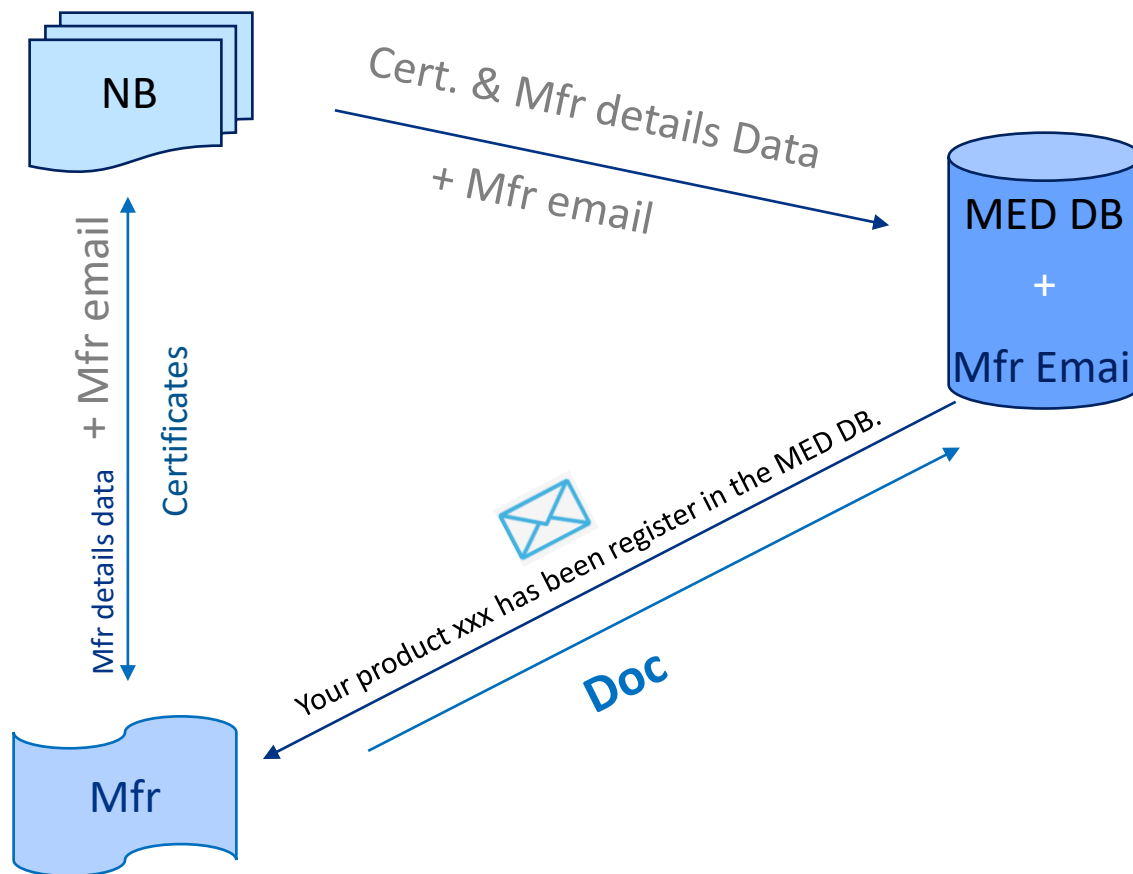 NB
Cert. & Mfr details Data
+ Mfr email
MED DB
+
Mfr Emai
Mfr details data + Mfr email
Certificates
Your product xxx has been register in the MED DB.
Doc
Mfr